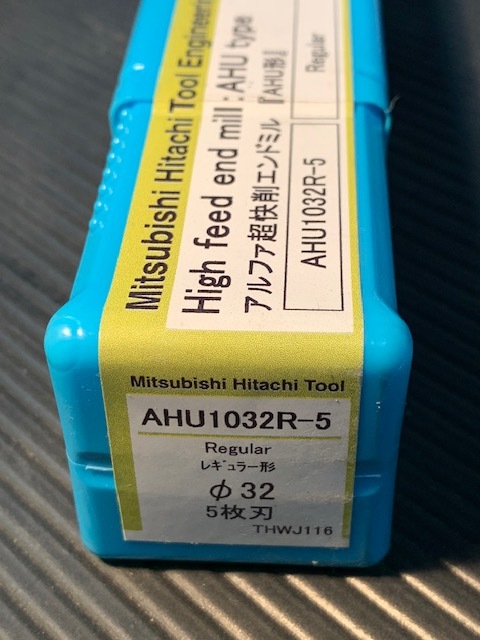 Mitsubishi Hitachi Tool Engineerin
High feed end mill : AHU type
アルファ超快削エンドミル『AHU形』
AHU1032R-5
Regular
Mitsubishi Hitachi Tool
AHU1032R-5
Regular
レギュラー形
φ32
5枚刃
THWJ116